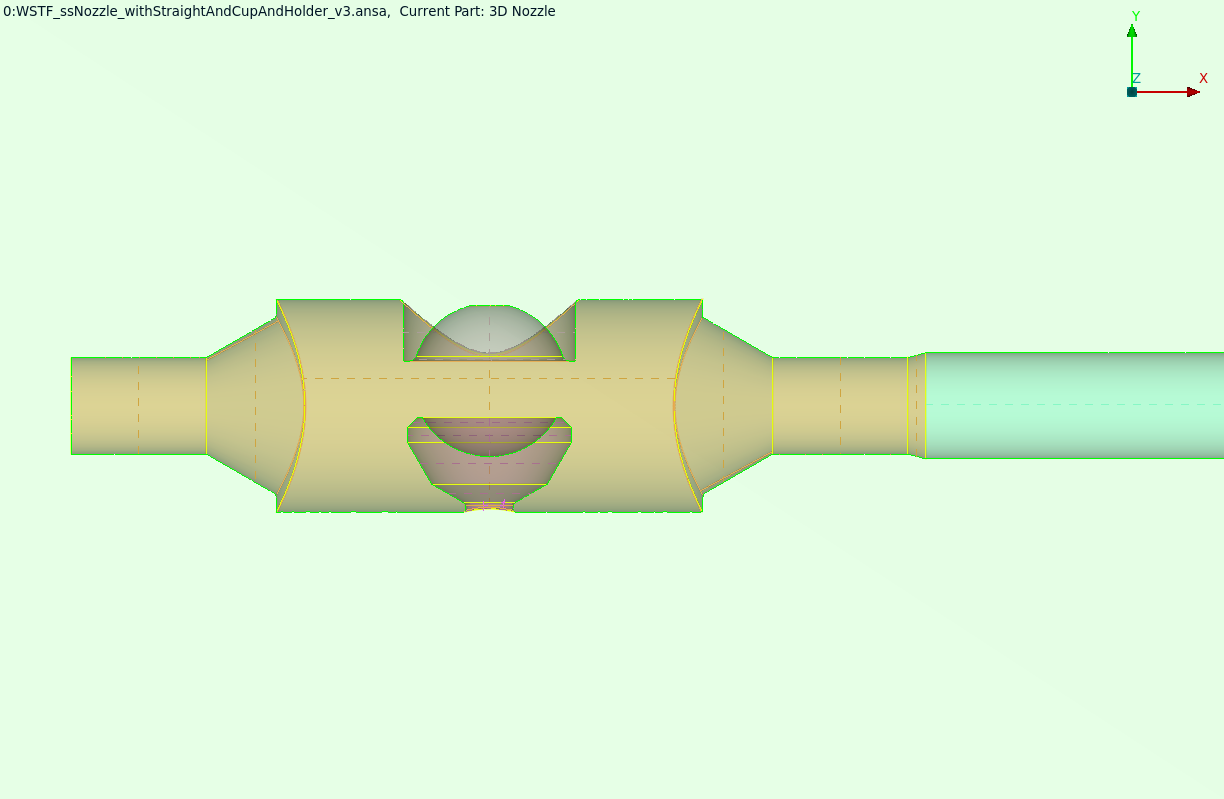 0:WSTF_ssNozzle_withStraightAndCupAndHolder_v3.ansa,  Current Part: 3D Nozzle
Y
Z
X